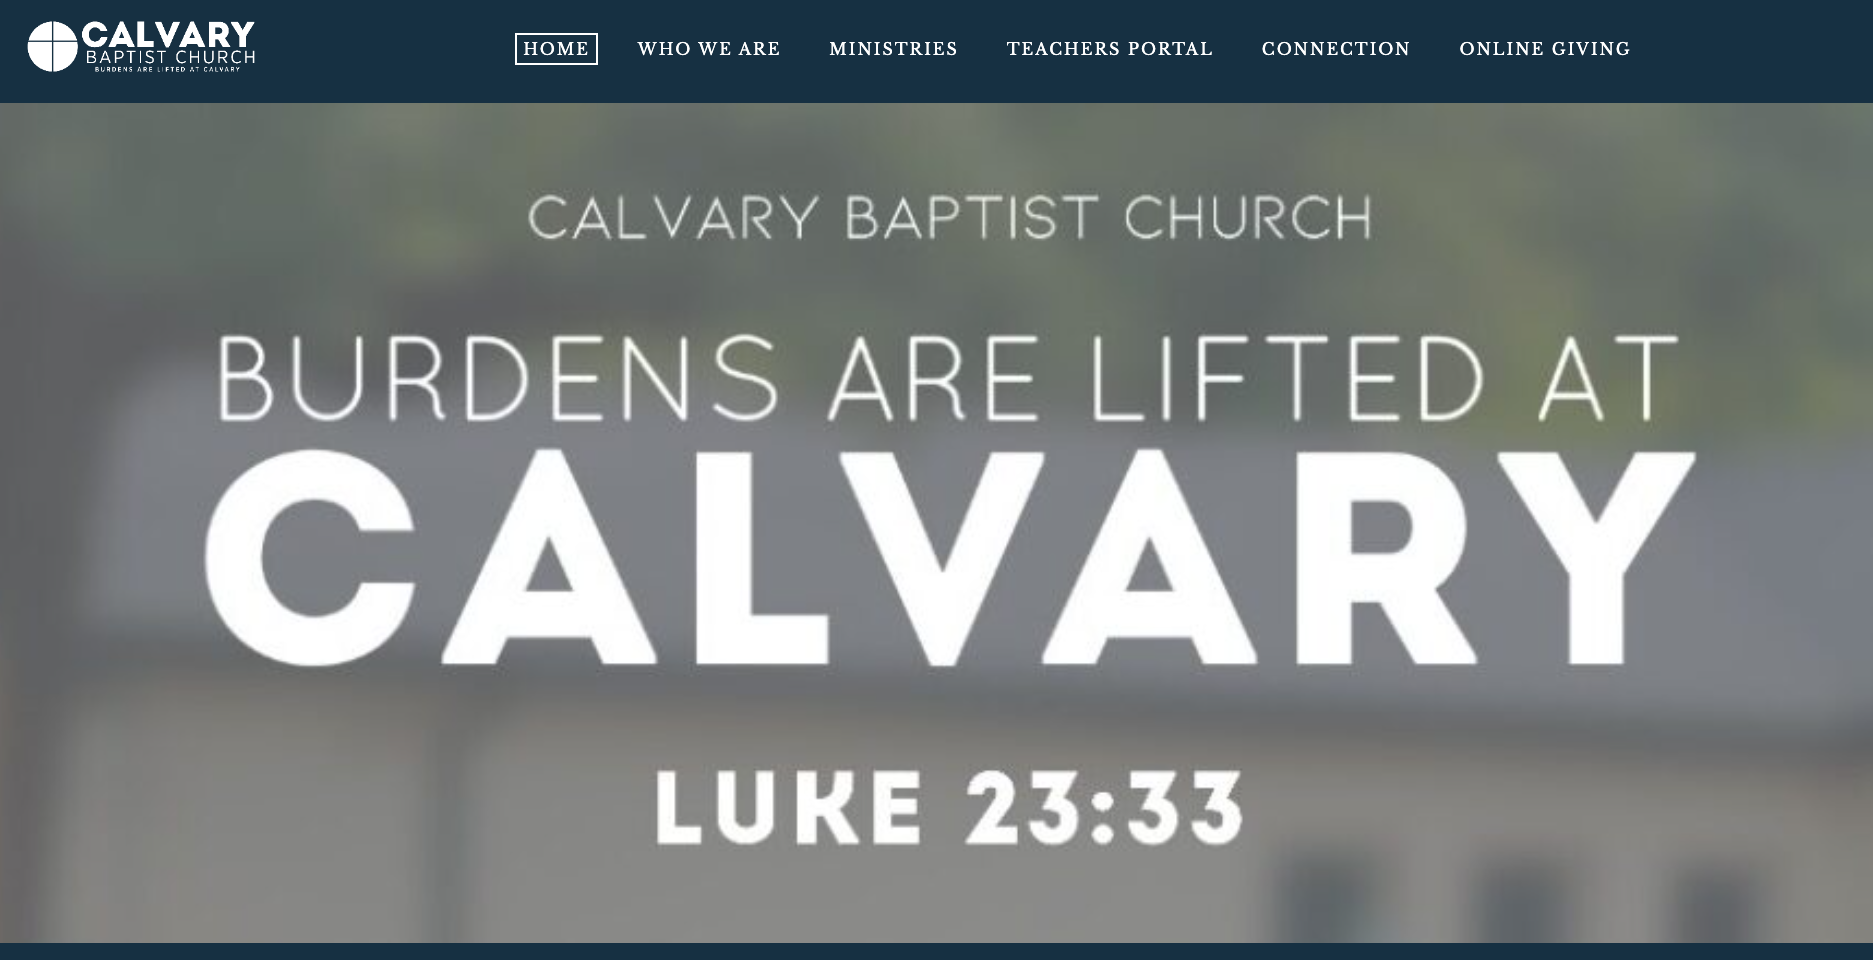 CALVARY
BAPTIST CHURCH
BURDENS ARE LIFTED AT CALVARY
HOME WHO WE ARE MINISTRIES TEACHERS PORTAL CONNECTION ONLINE GIVING
CALVARY BAPTIST CHURCH
BURDENS ARE LIFTED AT
CALVARY
LUKE 23:33